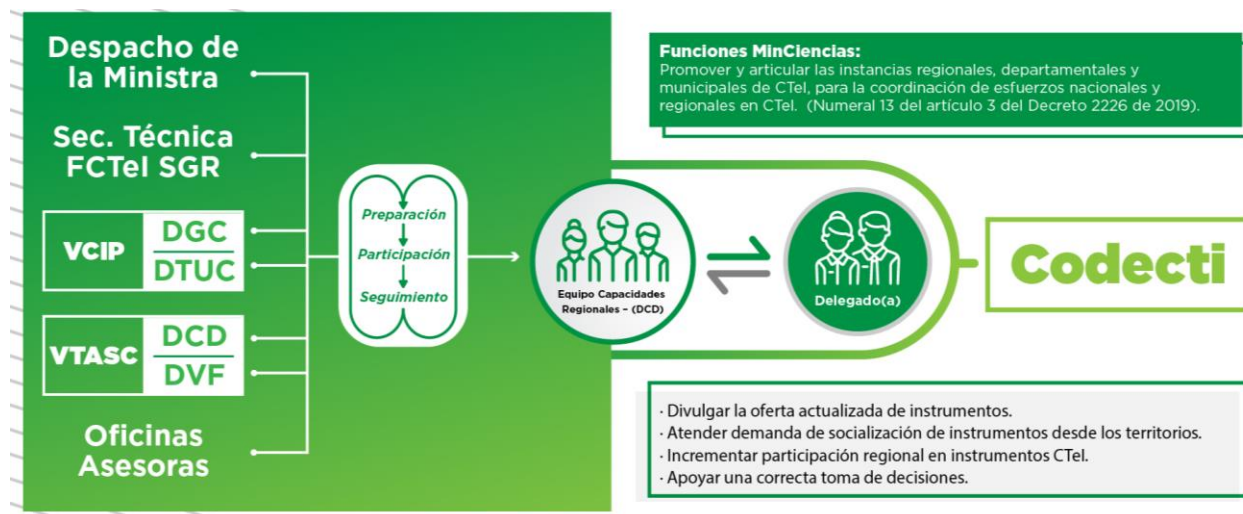 Despacho de
la Ministra
Sec. Técnica
FCTeI SGR
VCIP
DGC
DTUC
VTASC
DCD
DVF
Oficinas
Asesoras
Preparación
Participación
Seguimiento
Equipo Capacidades
Regionales – (DCD)
Delegado(a)
Codecti
Funciones MinCiencias:
Promover y articular las instancias regionales, departamentales y
municipales de CTeI, para la coordinación de esfuerzos nacionales y
regionales en CTeI. (Numeral 13 del artículo 3 del Decreto 2226 de 2019).
· Divulgar la oferta actualizada de instrumentos.
· Atender demanda de socialización de instrumentos desde los territorios.
· Incrementar participación regional en instrumentos CTeI.
· Apoyar una correcta toma de decisiones.